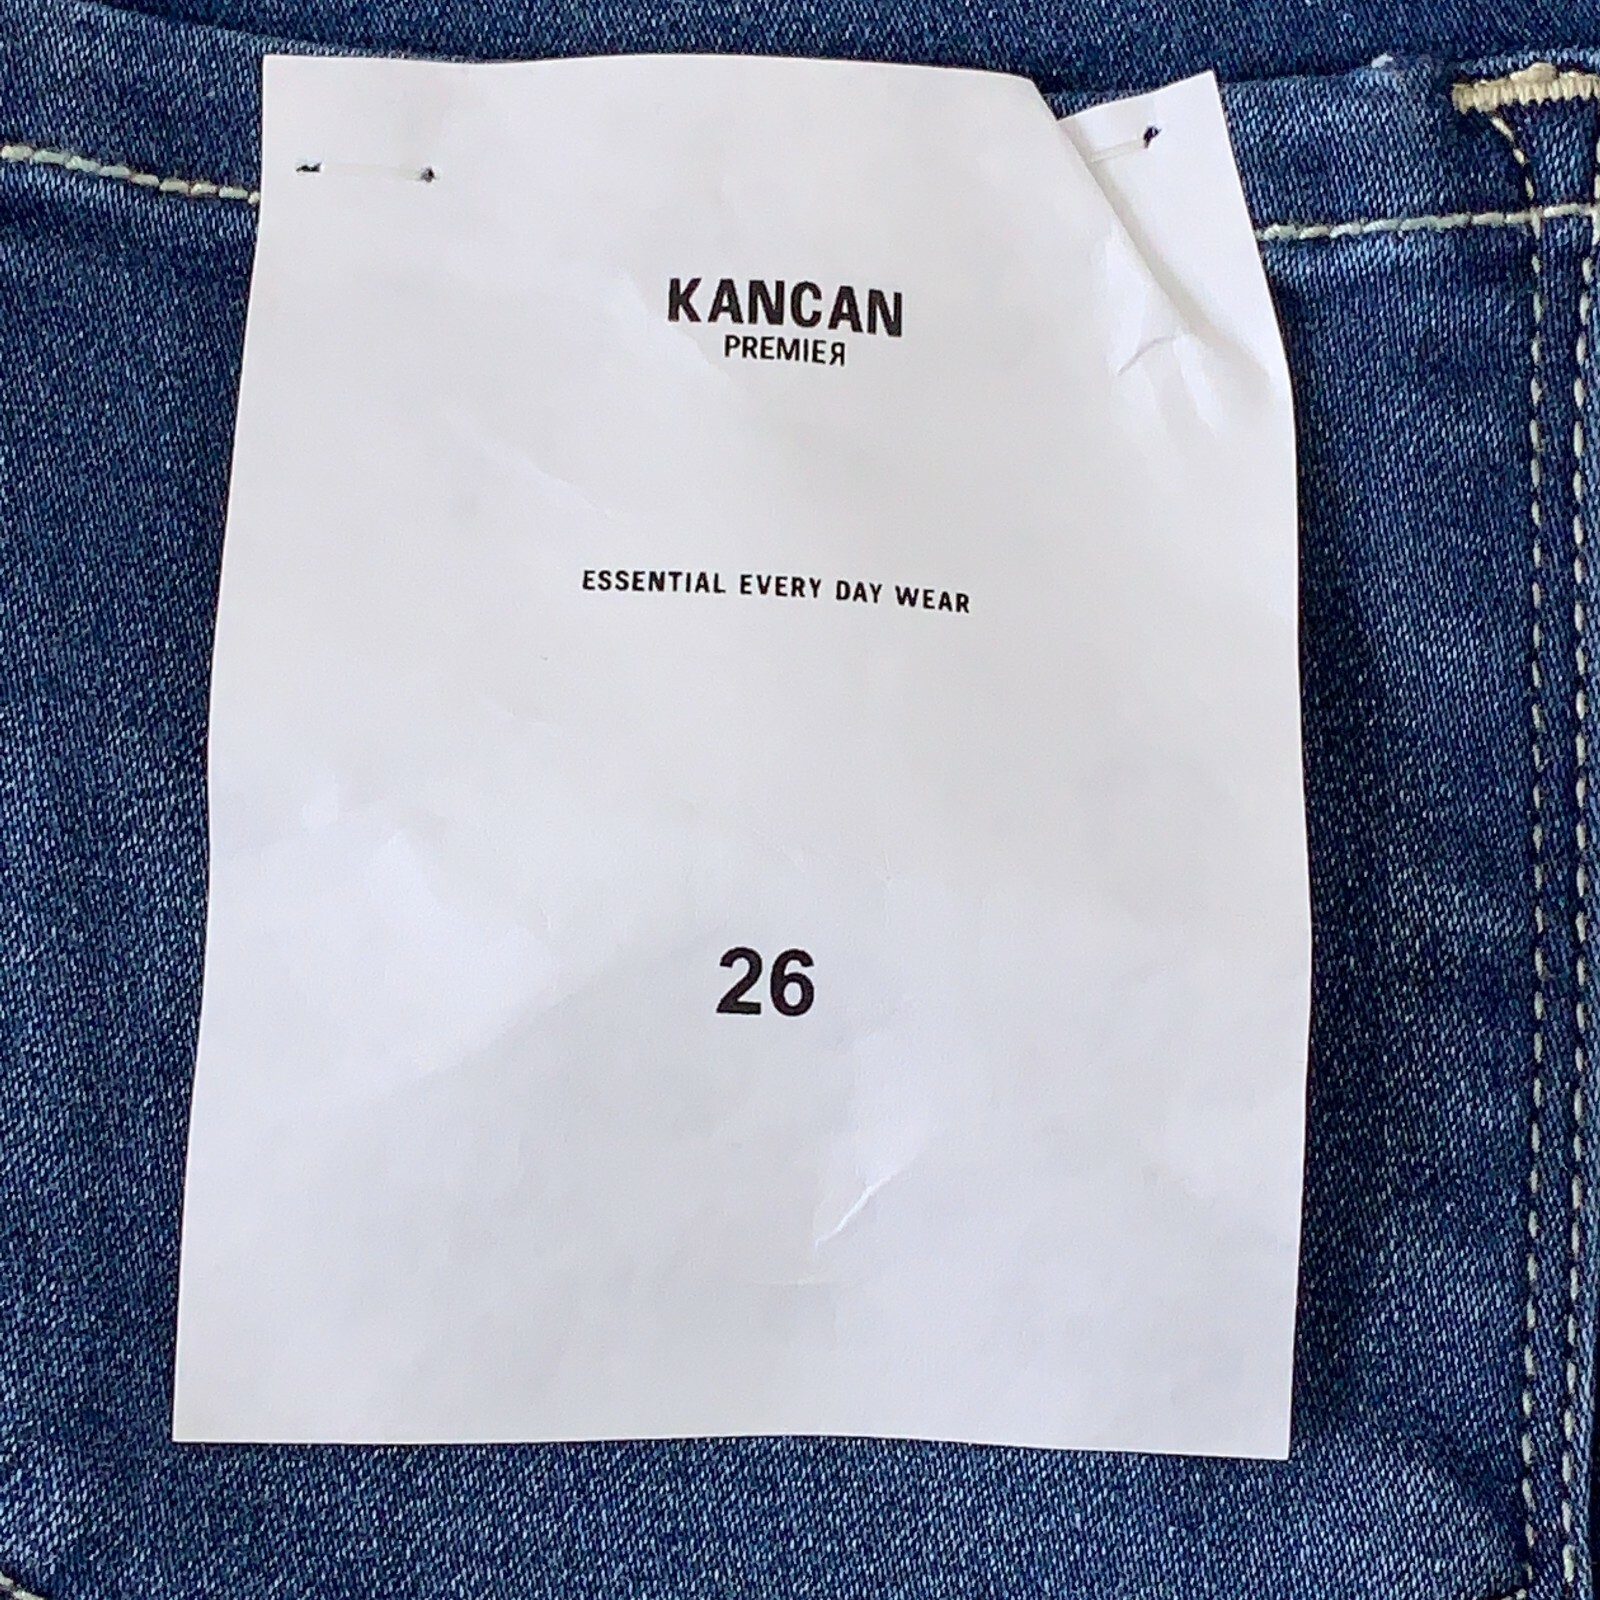 KANCAN
PREMIEЯ
ESSENTIAL EVERY DAY WEAR
26